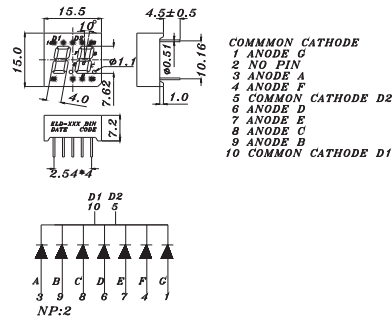 15.5
4.5±0.5
10°
D1 D2
15.0
ø1.1
7.62
4.0
ø0.51
10.16
1.0
ELD-XXX BIN
DATE CODE
7.2
2.54*4
COMMMON CATHODE
1 ANODE G
2 NO PIN
3 ANODE A
4 ANODE F
5 COMMON CATHODE D2
6 ANODE D
7 ANODE E
8 ANODE C
9 ANODE B
10 COMMON CATHODE D1
D1 D2
10 5
A B C D E F G
3 9 8 6 7 4 1
NP:2